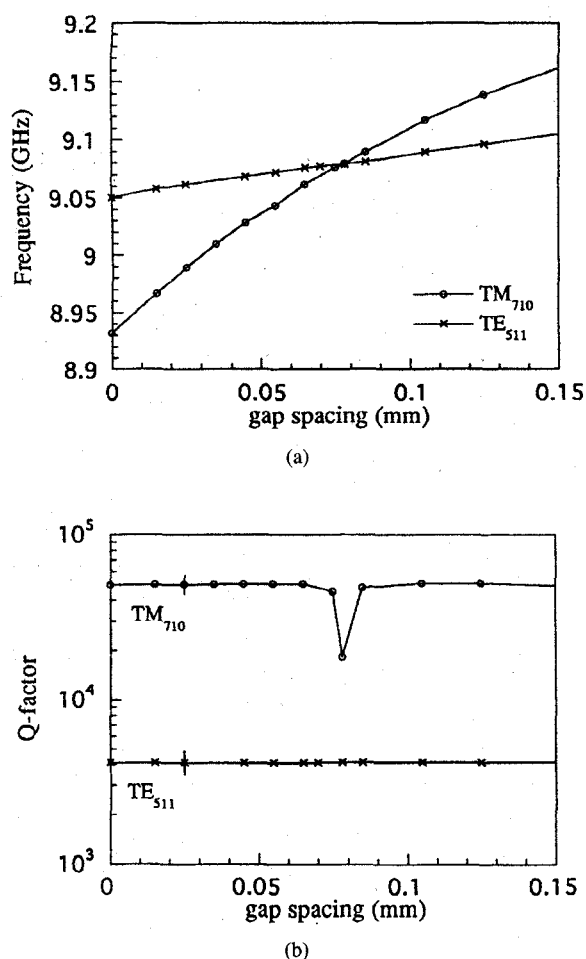 9.2
9.15
9.1
9.05
9
8.95
8.9
Frequency (GHz)
TM710
TE511
0 0.05 0.1 0.15
gap spacing (mm)
(a)
10^5
10^4
10^3
Q-factor
TM710
TE511
0 0.05 0.1 0.15
gap spacing (mm)
(b)